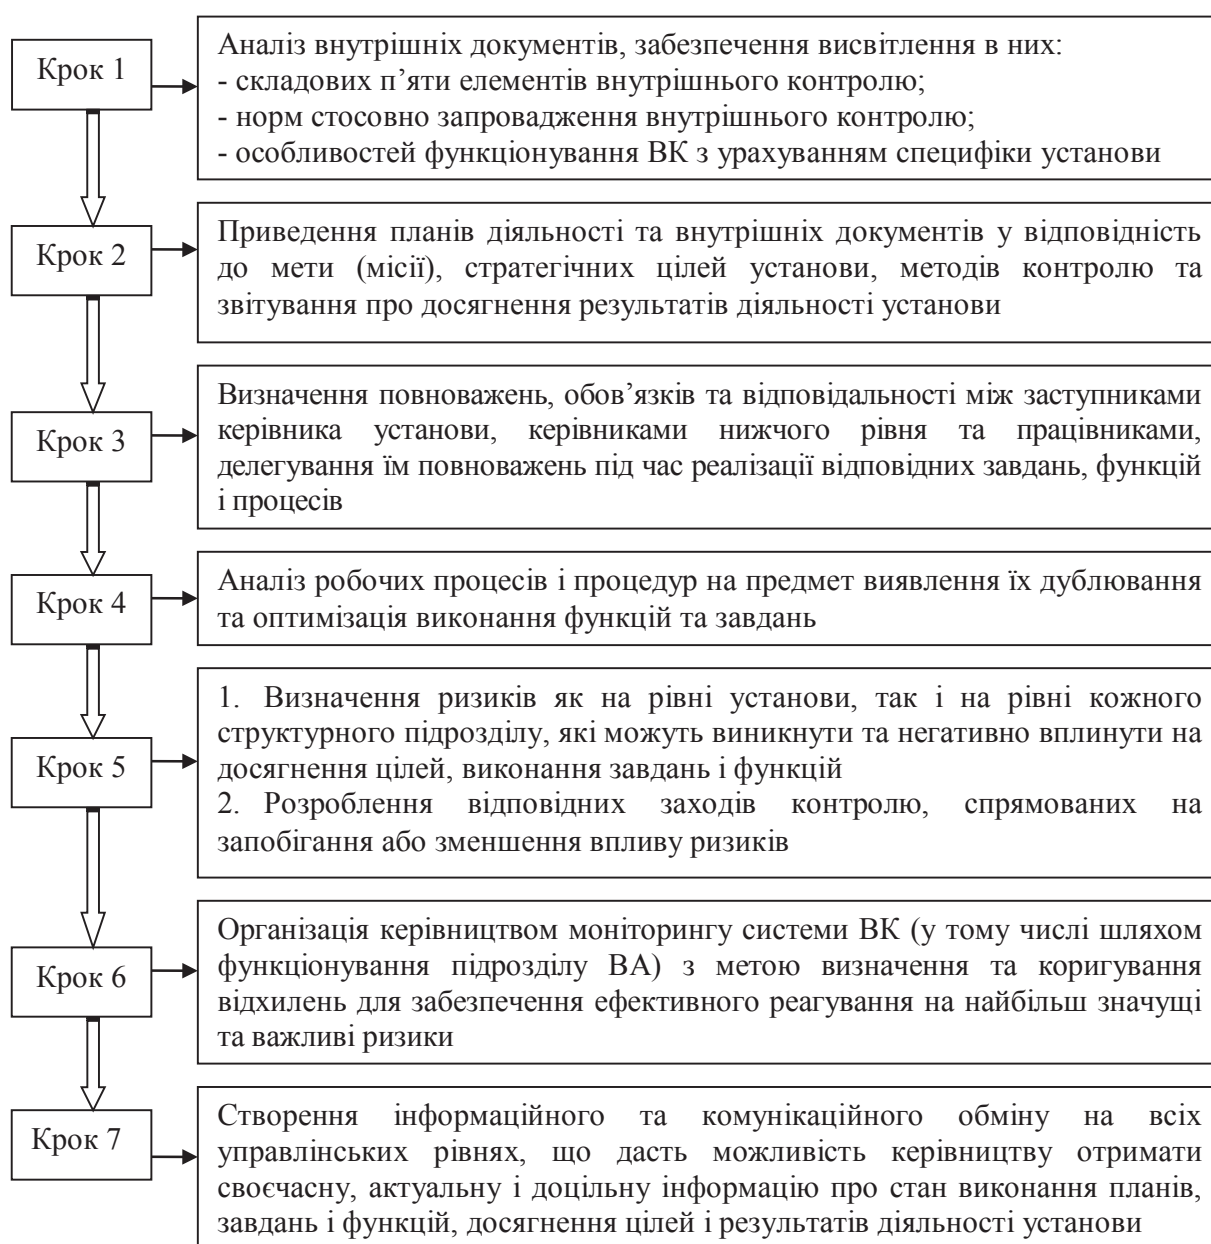 Крок 1
Аналіз внутрішніх документів, забезпечення висвітлення в них:
- складових п’яти елементів внутрішнього контролю;
- норм стосовно запровадження внутрішнього контролю;
- особливостей функціонування ВК з урахуванням специфіки установи
Крок 2
Приведення планів діяльності та внутрішніх документів у відповідність
до мети (місії), стратегічних цілей установи, методів контролю та
звітування про досягнення результатів діяльності установи
Крок 3
Визначення повноважень, обов’язків та відповідальності між заступниками
керівника установи, керівниками нижчого рівня та працівниками,
делегування їм повноважень під час реалізації відповідних завдань, функцій
і процесів
Крок 4
Аналіз робочих процесів і процедур на предмет виявлення їх дублювання
та оптимізація виконання функцій та завдань
Крок 5
1. Визначення ризиків як на рівні установи, так і на рівні кожного
структурного підрозділу, які можуть виникнути та негативно вплинути на
досягнення цілей, виконання завдань і функцій
2. Розроблення відповідних заходів контролю, спрямованих на
запобігання або зменшення впливу ризиків
Крок 6
Організація керівництвом моніторингу системи ВК (у тому числі шляхом
функціонування підрозділу ВА) з метою визначення та коригування
відхилень для забезпечення ефективного реагування на найбільш значущі
та важливі ризики
Крок 7
Створення інформаційного та комунікаційного обміну на всіх
управлінських рівнях, що дасть можливість керівництву отримати
своєчасну, актуальну і доцільну інформацію про стан виконання планів,
завдань і функцій, досягнення цілей і результатів діяльності установи